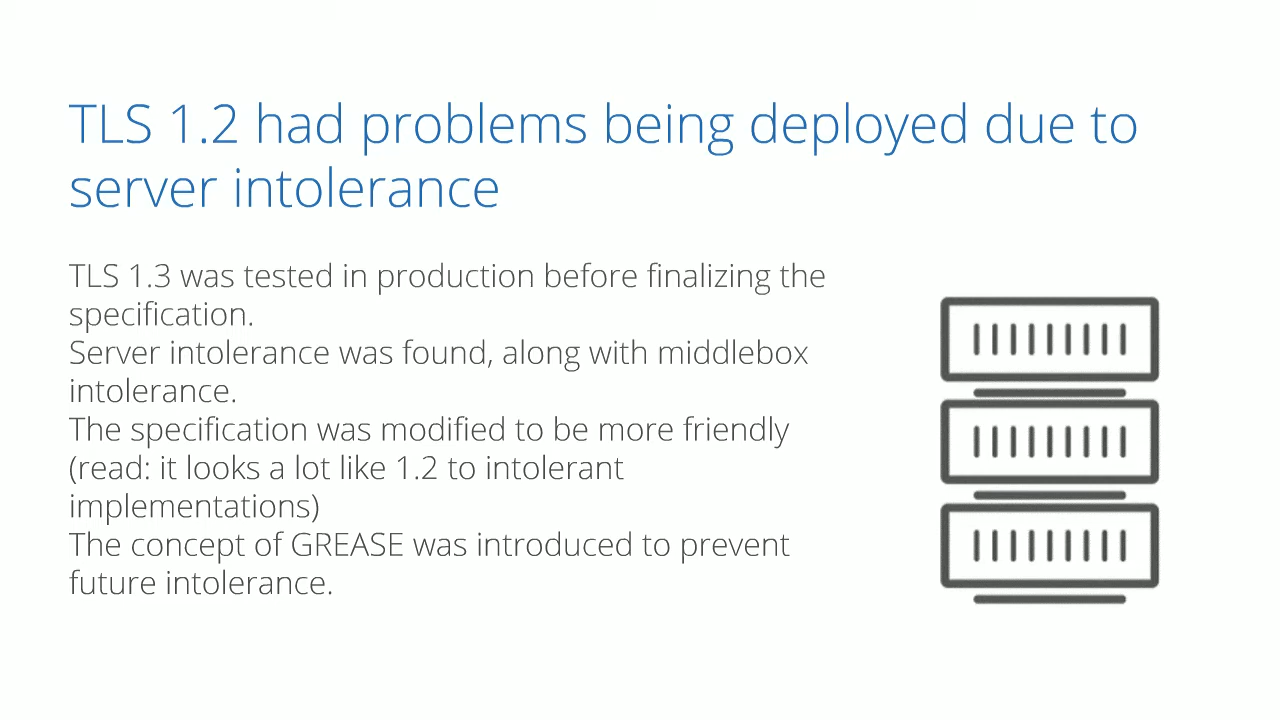 TLS 1.2 had problems being deployed due to
server intolerance
TLS 1.3 was tested in production before finalizing the
specification.
Server intolerance was found, along with middlebox
intolerance.
The specification was modified to be more friendly
(read: it looks a lot like 1.2 to intolerant
implementations)
The concept of GREASE was introduced to prevent
future intolerance.